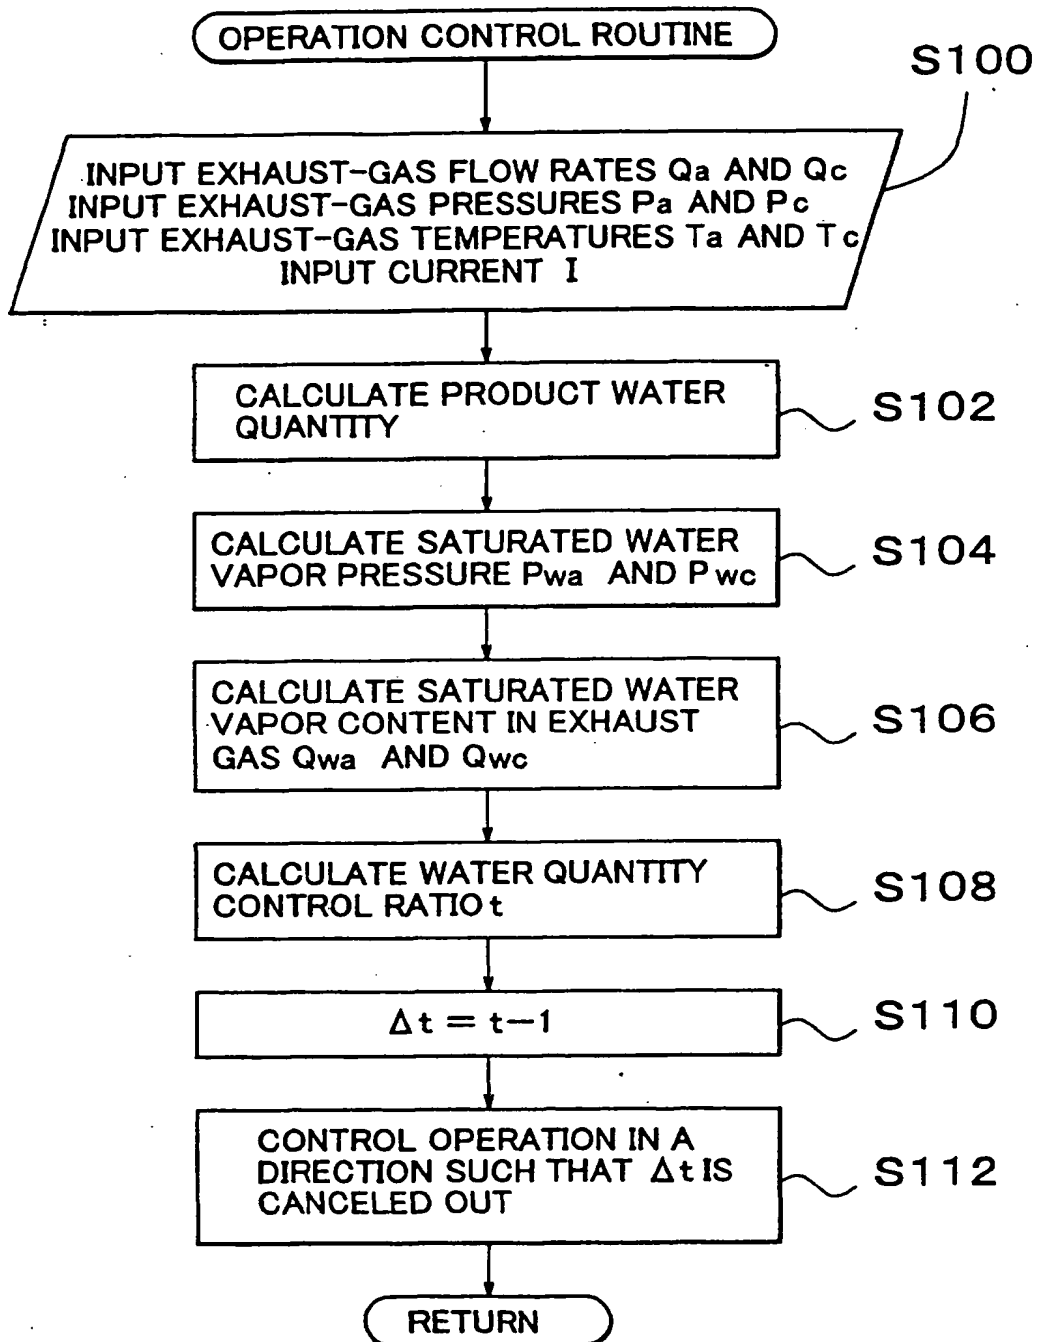 OPERATION CONTROL ROUTINE
S100
INPUT EXHAUST-GAS FLOW RATES Qa AND Qc
INPUT EXHAUST-GAS PRESSURES Pa AND Pc
INPUT EXHAUST-GAS TEMPERATURES Ta AND Tc
INPUT CURRENT I
CALCULATE PRODUCT WATER
QUANTITY
S102
CALCULATE SATURATED WATER
VAPOR PRESSURE Pwa AND Pwc
S104
CALCULATE SATURATED WATER
VAPOR CONTENT IN EXHAUST
GAS Qwa AND Qwc
S106
CALCULATE WATER QUANTITY
CONTROL RATIO t
S108
Δt = t-1
S110
CONTROL OPERATION IN A
DIRECTION SUCH THAT Δt IS
CANCELED OUT
S112
RETURN